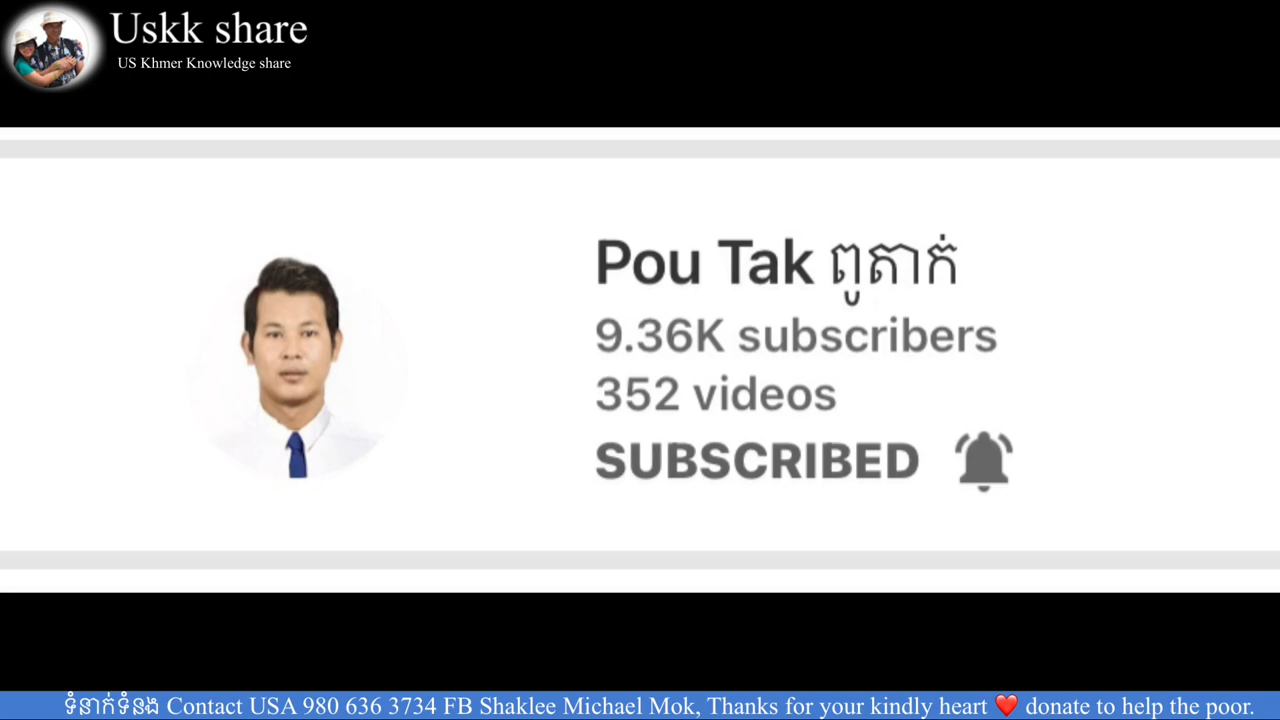 Uskk share
US Khmer Knowledge share
Pou Tak ពូតាក់
9.36K subscribers
352 videos
SUBSCRIBED
ទំនាក់ទំនង Contact USA 980 636 3734 FB Shaklee Michael Mok, Thanks for your kindly heart ❤️ donate to help the poor.